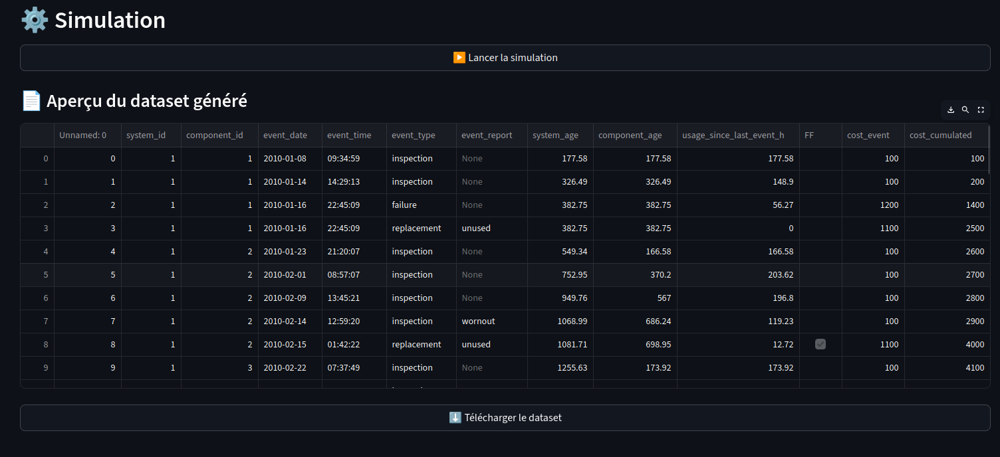 ⚙️ Simulation
▶️ Lancer la simulation
📄 Aperçu du dataset généré
Unnamed: 0 system_id component_id event_date event_time event_type event_report system_age component_age usage_since_last_event_h FF cost_event cost_cumulated
0 0 1 1 2010-01-08 09:34:59 inspection None 177.58 177.58 177.58 100 100
1 1 1 1 2010-01-14 14:29:13 inspection None 326.49 326.49 148.9 100 200
2 2 1 1 2010-01-16 22:45:09 failure None 382.75 382.75 56.27 1200 1400
3 3 1 1 2010-01-16 22:45:09 replacement unused 382.75 382.75 0 1100 2500
4 4 1 2 2010-01-23 21:20:07 inspection None 549.34 166.58 166.58 100 2600
5 5 1 2 2010-02-01 08:57:07 inspection None 752.95 370.2 203.62 100 2700
6 6 1 2 2010-02-09 13:45:21 inspection None 949.76 567 196.8 100 2800
7 7 1 2 2010-02-14 12:59:20 inspection wornout 1068.99 686.24 119.23 100 2900
8 8 1 2 2010-02-15 01:42:22 replacement unused 1081.71 698.95 12.72 1100 4000
9 9 1 3 2010-02-22 07:37:49 inspection None 1255.63 173.92 173.92 100 4100
⬇️ Télécharger le dataset